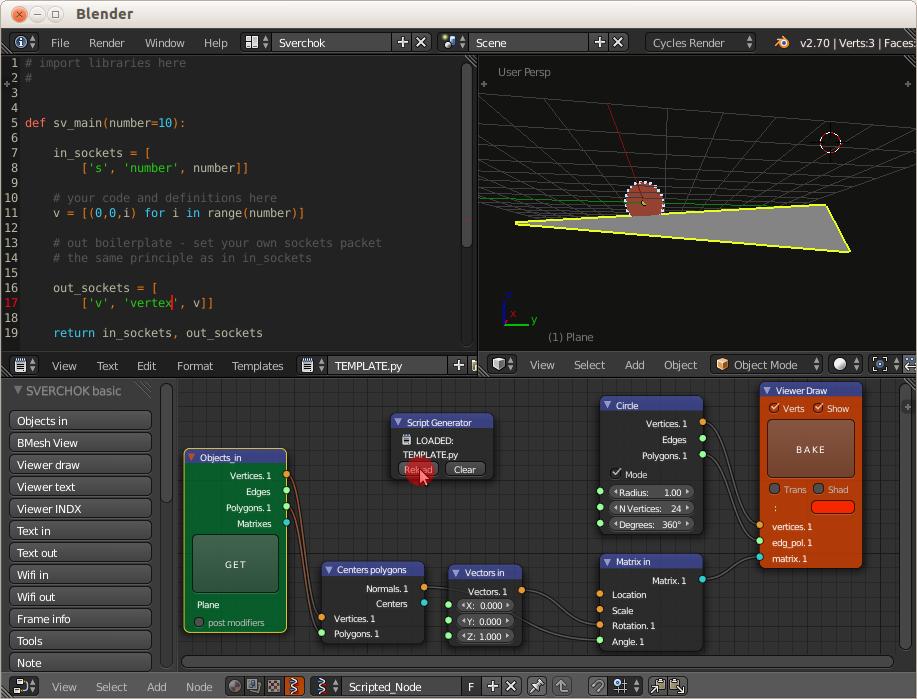 Blender
File Render Window Help Sverchok Scene Cycles Render v2.70 | Verts:3 | Faces:
1 # import libraries here
2 #
3
4
5 def sv_main(number=10):
6
7 in_sockets = [
8 ['s', 'number', number]]
9
10 # your code and definitions here
11 v = [(0,0,i) for i in range(number)]
12
13 # out boilerplate - set your own sockets packet
14 # the same principle as in in_sockets
15
16 out_sockets = [
17 ['v', 'vertex', v]]
18
19 return in_sockets, out_sockets
View Text Edit Format Templates TEMPLATE.py
User Persp
x
y
(1) Plane
View Select Add Object Object Mode
SVERCHOK basic
Objects in
BMesh View
Viewer draw
Viewer text
Viewer INDX
Text in
Text out
Wifi in
Wifi out
Frame info
Tools
Note
Objects_in
Vertices. 1
Edges
Polygons. 1
Matrixes
GET
Plane
post modifiers
Script Generator
LOADED:
TEMPLATE.py
Reload Clear
Centers polygons
Normals. 1
Centers
Vertices. 1
Polygons. 1
Vectors in
Vectors. 1
X: 0.000
Y: 0.000
Z: 1.000
Circle
Vertices. 1
Edges
Polygons. 1
Mode
Radius: 1.00
N Vertices: 24
Degrees: 360°
Matrix in
Matrix. 1
Location
Scale
Rotation. 1
Angle. 1
Viewer Draw
Verts Show
BAKE
Trans Shad
:
vertices. 1
edg_pol. 1
matrix. 1
View Select Add Node Scripted_Node F